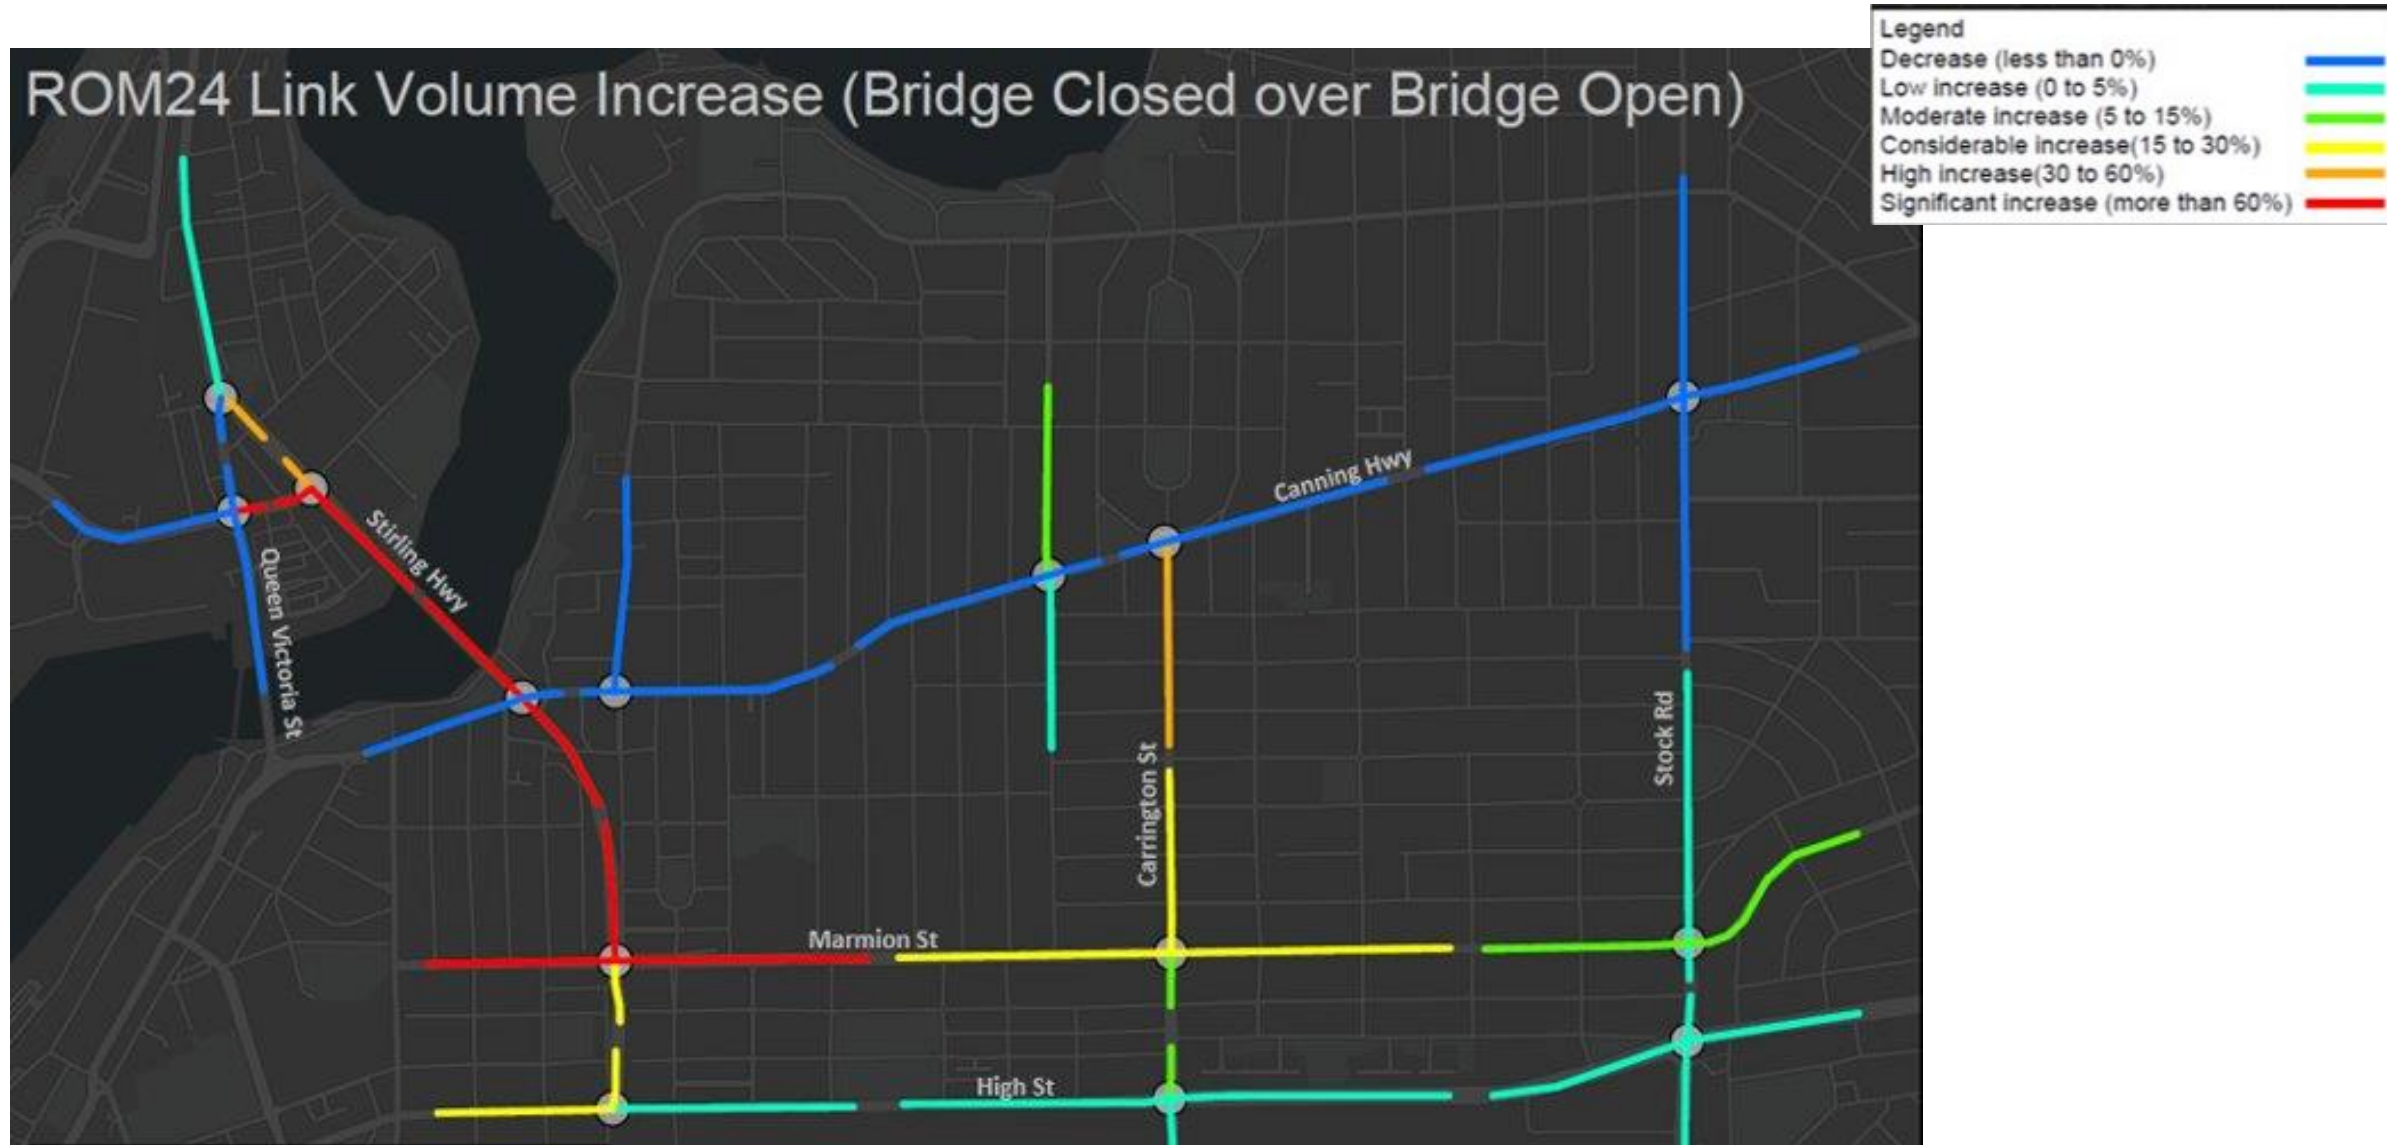 ROM24 Link Volume Increase (Bridge Closed over Bridge Open)
Legend
Decrease (less than 0%)
Low increase (0 to 5%)
Moderate increase (5 to 15%)
Considerable increase(15 to 30%)
High increase(30 to 60%)
Significant increase (more than 60%)
Canning Hwy
Stirling Hwy
Queen Victoria St
Stock Rd
Carrington St
Marmion St
High St